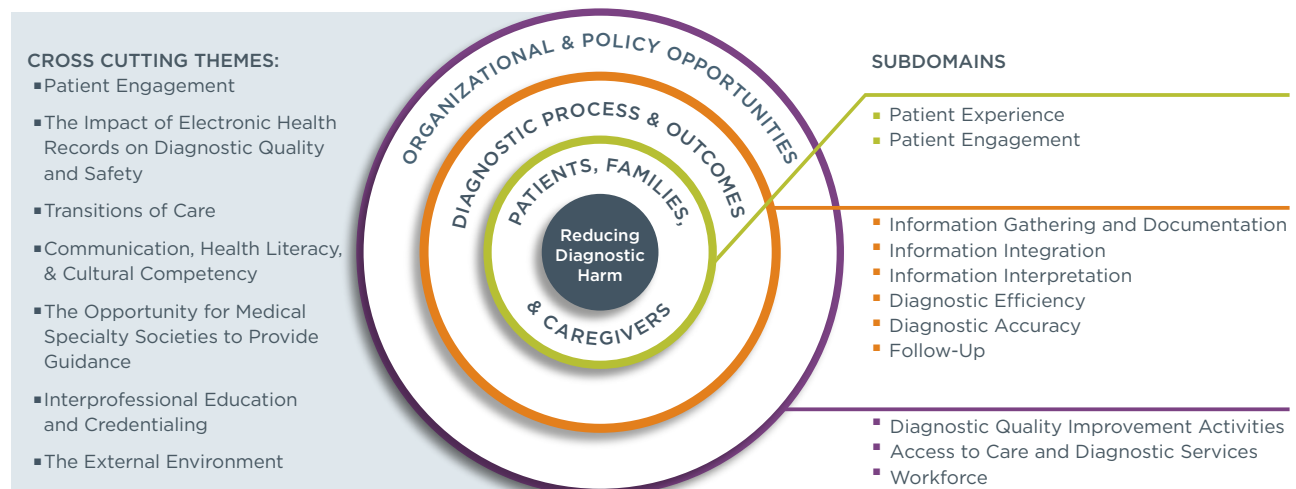 CROSS CUTTING THEMES:
▪Patient Engagement
▪The Impact of Electronic Health
Records on Diagnostic Quality
and Safety
▪Transitions of Care
▪Communication, Health Literacy,
& Cultural Competency
▪The Opportunity for Medical
Specialty Societies to Provide
Guidance
▪Interprofessional Education
and Credentialing
▪The External Environment
ORGANIZATIONAL & POLICY OPPORTUNITIES
DIAGNOSTIC PROCESS & OUTCOMES
PATIENTS, FAMILIES,
& CAREGIVERS
Reducing
Diagnostic
Harm
SUBDOMAINS
▪ Patient Experience
▪ Patient Engagement
▪ Information Gathering and Documentation
▪ Information Integration
▪ Information Interpretation
▪ Diagnostic Efficiency
▪ Diagnostic Accuracy
▪ Follow-Up
▪ Diagnostic Quality Improvement Activities
▪ Access to Care and Diagnostic Services
▪ Workforce